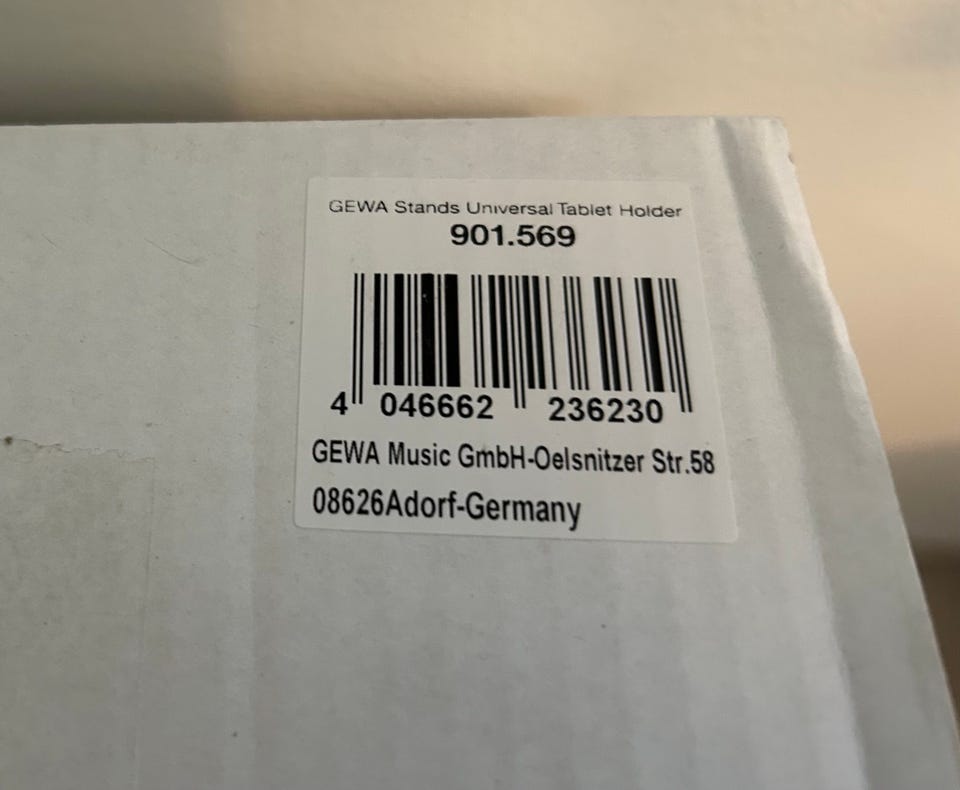 GEWA Stands Universal Tablet Holder
901.569
4 046662 236230
GEWA Music GmbH-Oelsnitzer Str.58
08626Adorf-Germany